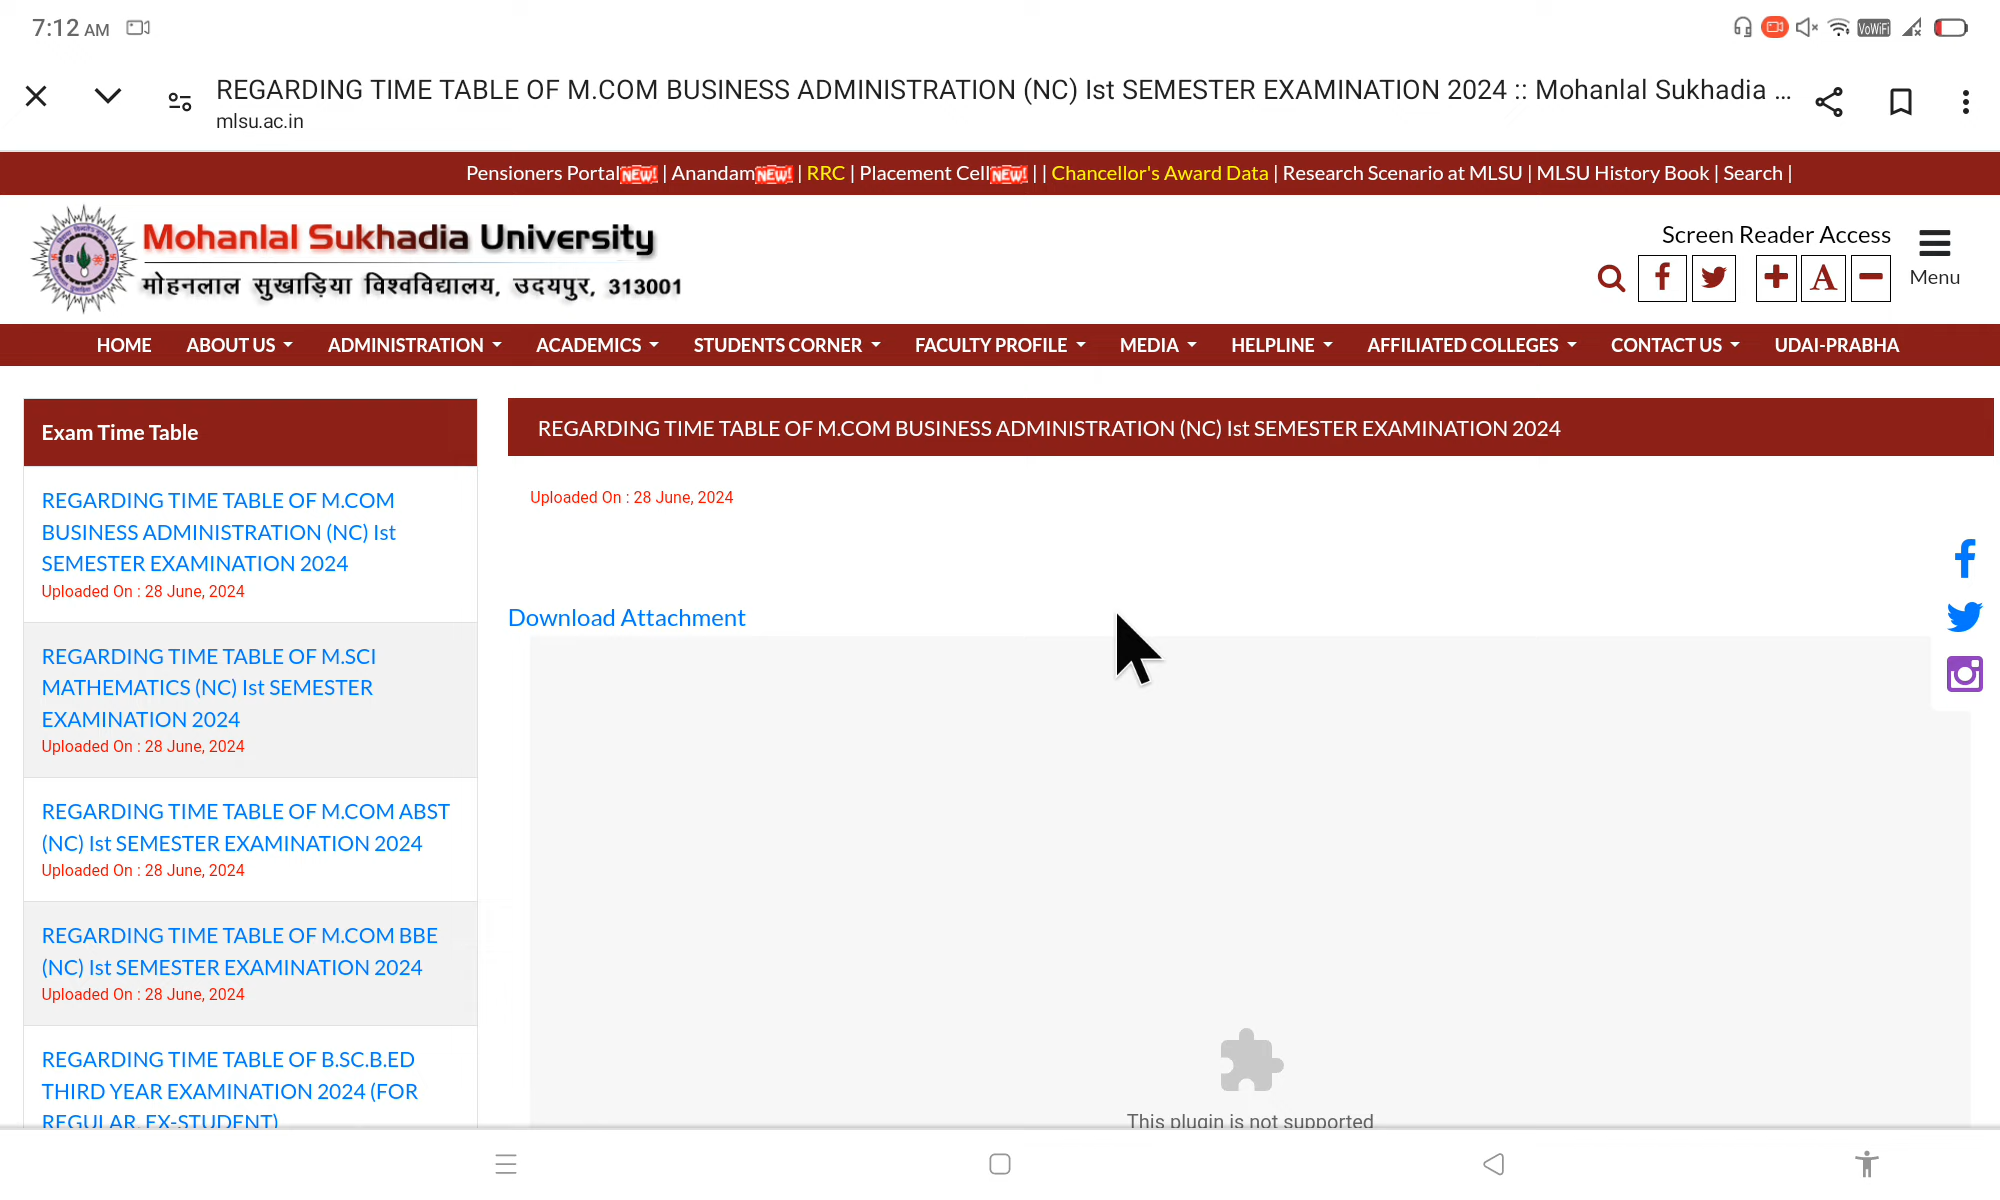 7:12 AM
VoWiFi
REGARDING TIME TABLE OF M.COM BUSINESS ADMINISTRATION (NC) Ist SEMESTER EXAMINATION 2024 :: Mohanlal Sukhadia ...
mlsu.ac.in
Pensioners Portal NEW! | Anandam NEW! | RRC | Placement Cell NEW! | | Chancellor's Award Data | Research Scenario at MLSU | MLSU History Book | Search |
Mohanlal Sukhadia University
मोहनलाल सुखाड़िया विश्वविद्यालय, उदयपुर, 313001
Screen Reader Access
A
Menu
HOME ABOUT US ADMINISTRATION ACADEMICS STUDENTS CORNER FACULTY PROFILE MEDIA HELPLINE AFFILIATED COLLEGES CONTACT US UDAI-PRABHA
Exam Time Table
REGARDING TIME TABLE OF M.COM
BUSINESS ADMINISTRATION (NC) Ist
SEMESTER EXAMINATION 2024
Uploaded On : 28 June, 2024
REGARDING TIME TABLE OF M.SCI
MATHEMATICS (NC) Ist SEMESTER
EXAMINATION 2024
Uploaded On : 28 June, 2024
REGARDING TIME TABLE OF M.COM ABST
(NC) Ist SEMESTER EXAMINATION 2024
Uploaded On : 28 June, 2024
REGARDING TIME TABLE OF M.COM BBE
(NC) Ist SEMESTER EXAMINATION 2024
Uploaded On : 28 June, 2024
REGARDING TIME TABLE OF B.SC.B.ED
THIRD YEAR EXAMINATION 2024 (FOR
REGULAR, EX-STUDENT)
REGARDING TIME TABLE OF M.COM BUSINESS ADMINISTRATION (NC) Ist SEMESTER EXAMINATION 2024
Uploaded On : 28 June, 2024
Download Attachment
This plugin is not supported